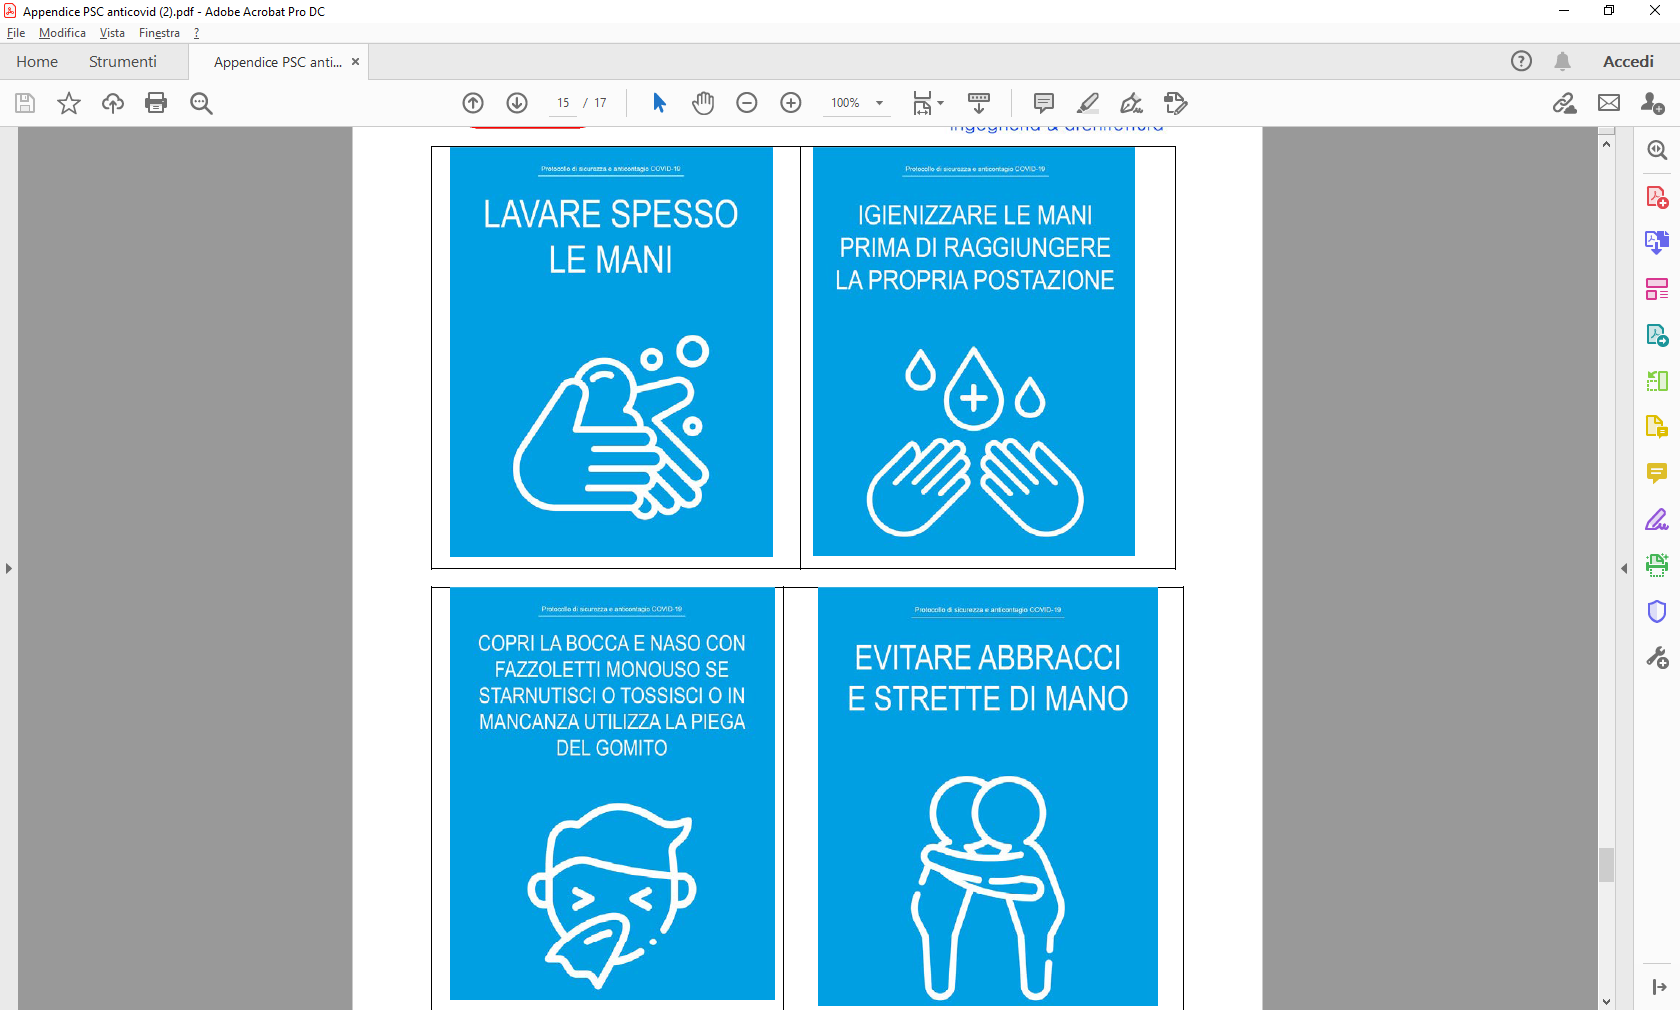 Appendice PSC anticovid (2).pdf - Adobe Acrobat Pro DC
File Modifica Vista Finestra ?
Home Strumenti Appendice PSC anti... × ? Accedi
15 / 17 100%
ingegneria & architettura
Protocollo di sicurezza e anticontagio COVID-19
LAVARE SPESSO
LE MANI
Protocollo di sicurezza e anticontagio COVID-19
IGIENIZZARE LE MANI
PRIMA DI RAGGIUNGERE
LA PROPRIA POSTAZIONE
Protocollo di sicurezza e anticontagio COVID-19
COPRI LA BOCCA E NASO CON
FAZZOLETTI MONOUSO SE
STARNUTISCI O TOSSISCI O IN
MANCANZA UTILIZZA LA PIEGA
DEL GOMITO
Protocollo di sicurezza e anticontagio COVID-19
EVITARE ABBRACCI
E STRETTE DI MANO